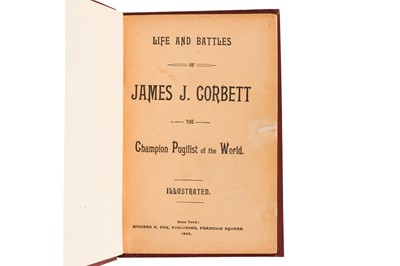 LIFE AND BATTLES
OF
JAMES J. CORBETT
THE
Champion Pugilist of the World.
ILLUSTRATED.
New York:
RICHARD K. FOX, PUBLISHER, FRANKLIN SQUARE.